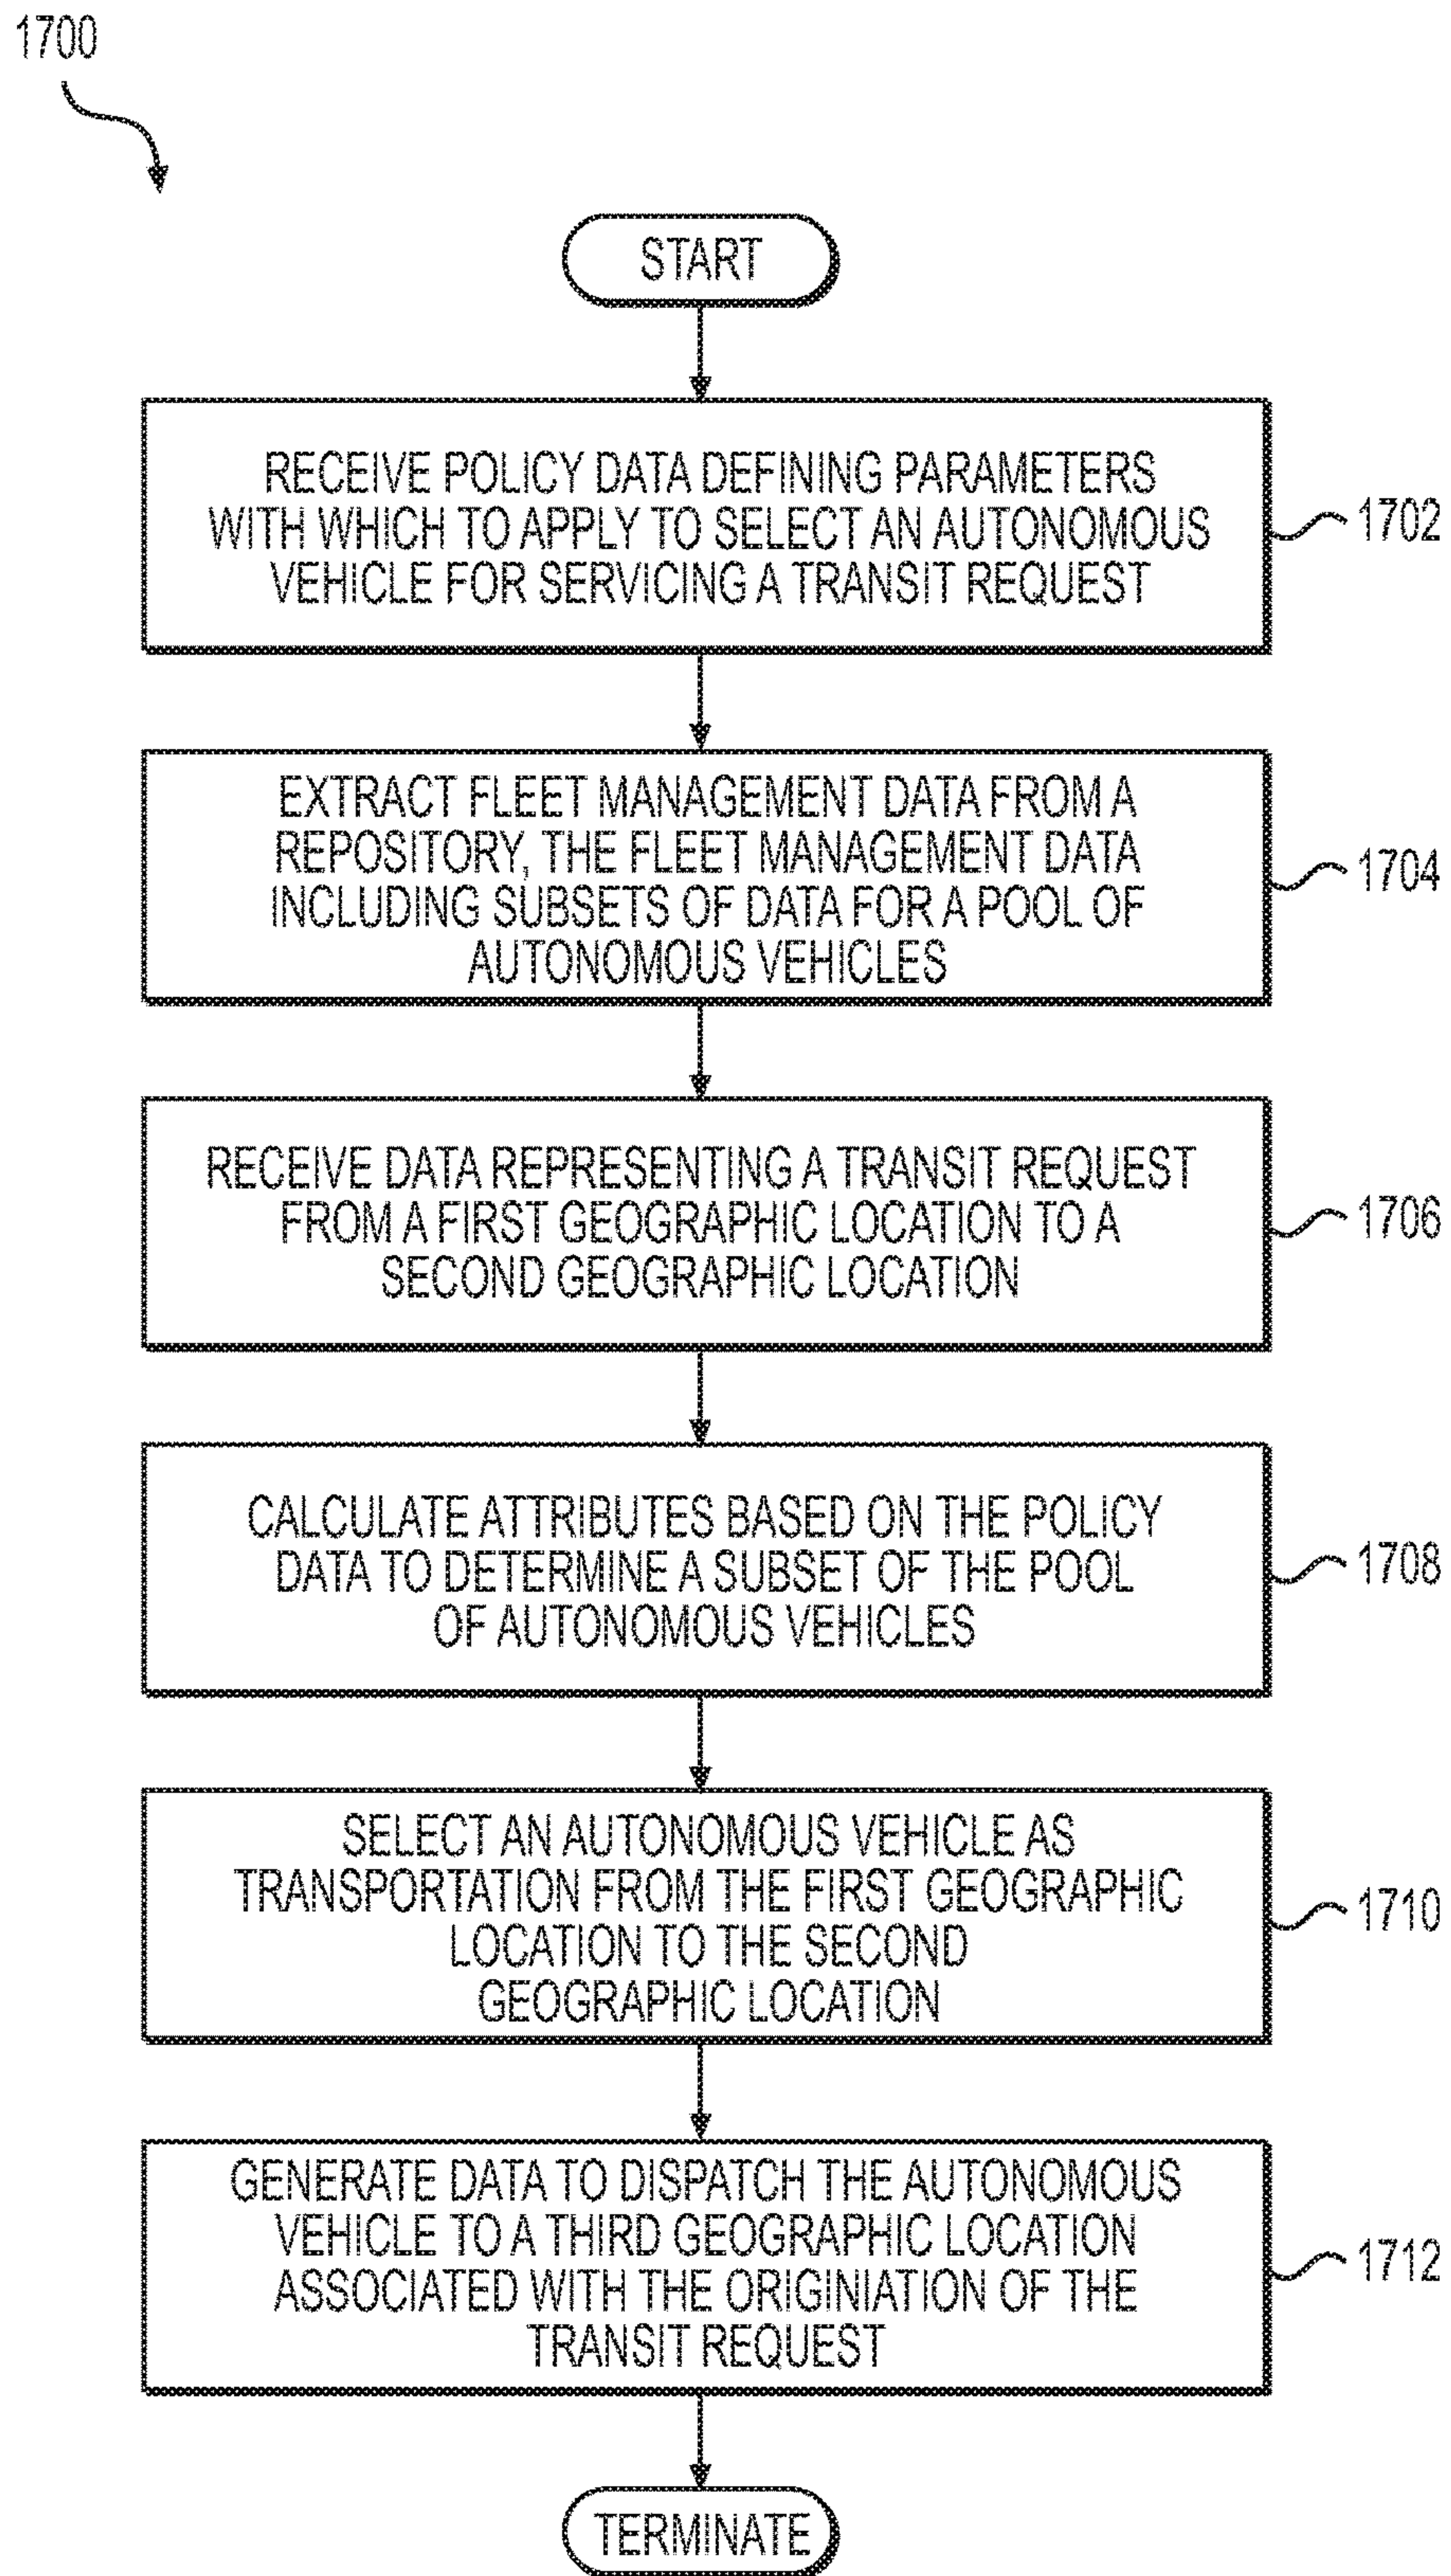 1700
START
RECEIVE POLICY DATA DEFINING PARAMETERS
WITH WHICH TO APPLY TO SELECT AN AUTONOMOUS
VEHICLE FOR SERVICING A TRANSIT REQUEST
1702
EXTRACT FLEET MANAGEMENT DATA FROM A
REPOSITORY, THE FLEET MANAGEMENT DATA
INCLUDING SUBSETS OF DATA FOR A POOL OF
AUTONOMOUS VEHICLES
1704
RECEIVE DATA REPRESENTING A TRANSIT REQUEST
FROM A FIRST GEOGRAPHIC LOCATION TO A
SECOND GEOGRAPHIC LOCATION
1706
CALCULATE ATTRIBUTES BASED ON THE POLICY
DATA TO DETERMINE A SUBSET OF THE POOL
OF AUTONOMOUS VEHICLES
1708
SELECT AN AUTONOMOUS VEHICLE AS
TRANSPORTATION FROM THE FIRST GEOGRAPHIC
LOCATION TO THE SECOND
GEOGRAPHIC LOCATION
1710
GENERATE DATA TO DISPATCH THE AUTONOMOUS
VEHICLE TO A THIRD GEOGRAPHIC LOCATION
ASSOCIATED WITH THE ORIGINIATION OF THE
TRANSIT REQUEST
1712
TERMINATE